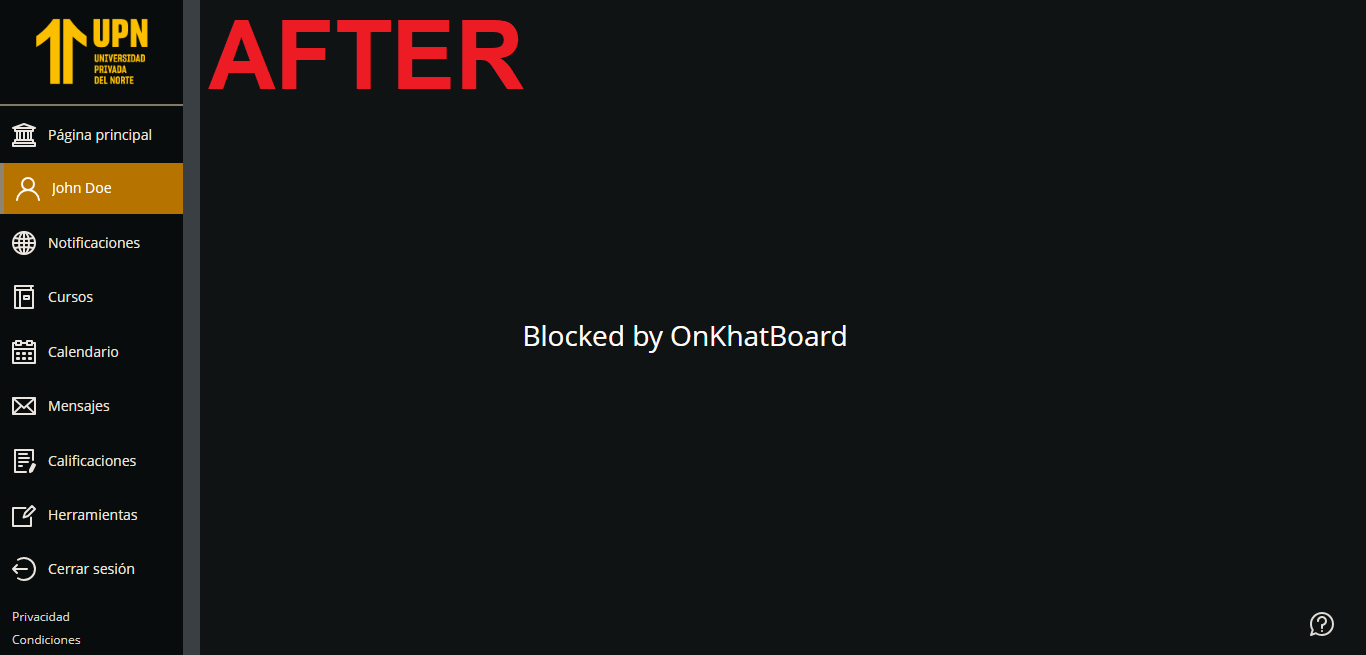 UPN
UNIVERSIDAD
PRIVADA
DEL NORTE
AFTER
Página principal
John Doe
Notificaciones
Cursos
Calendario
Mensajes
Calificaciones
Herramientas
Cerrar sesión
Privacidad
Condiciones
Blocked by OnKhatBoard
?